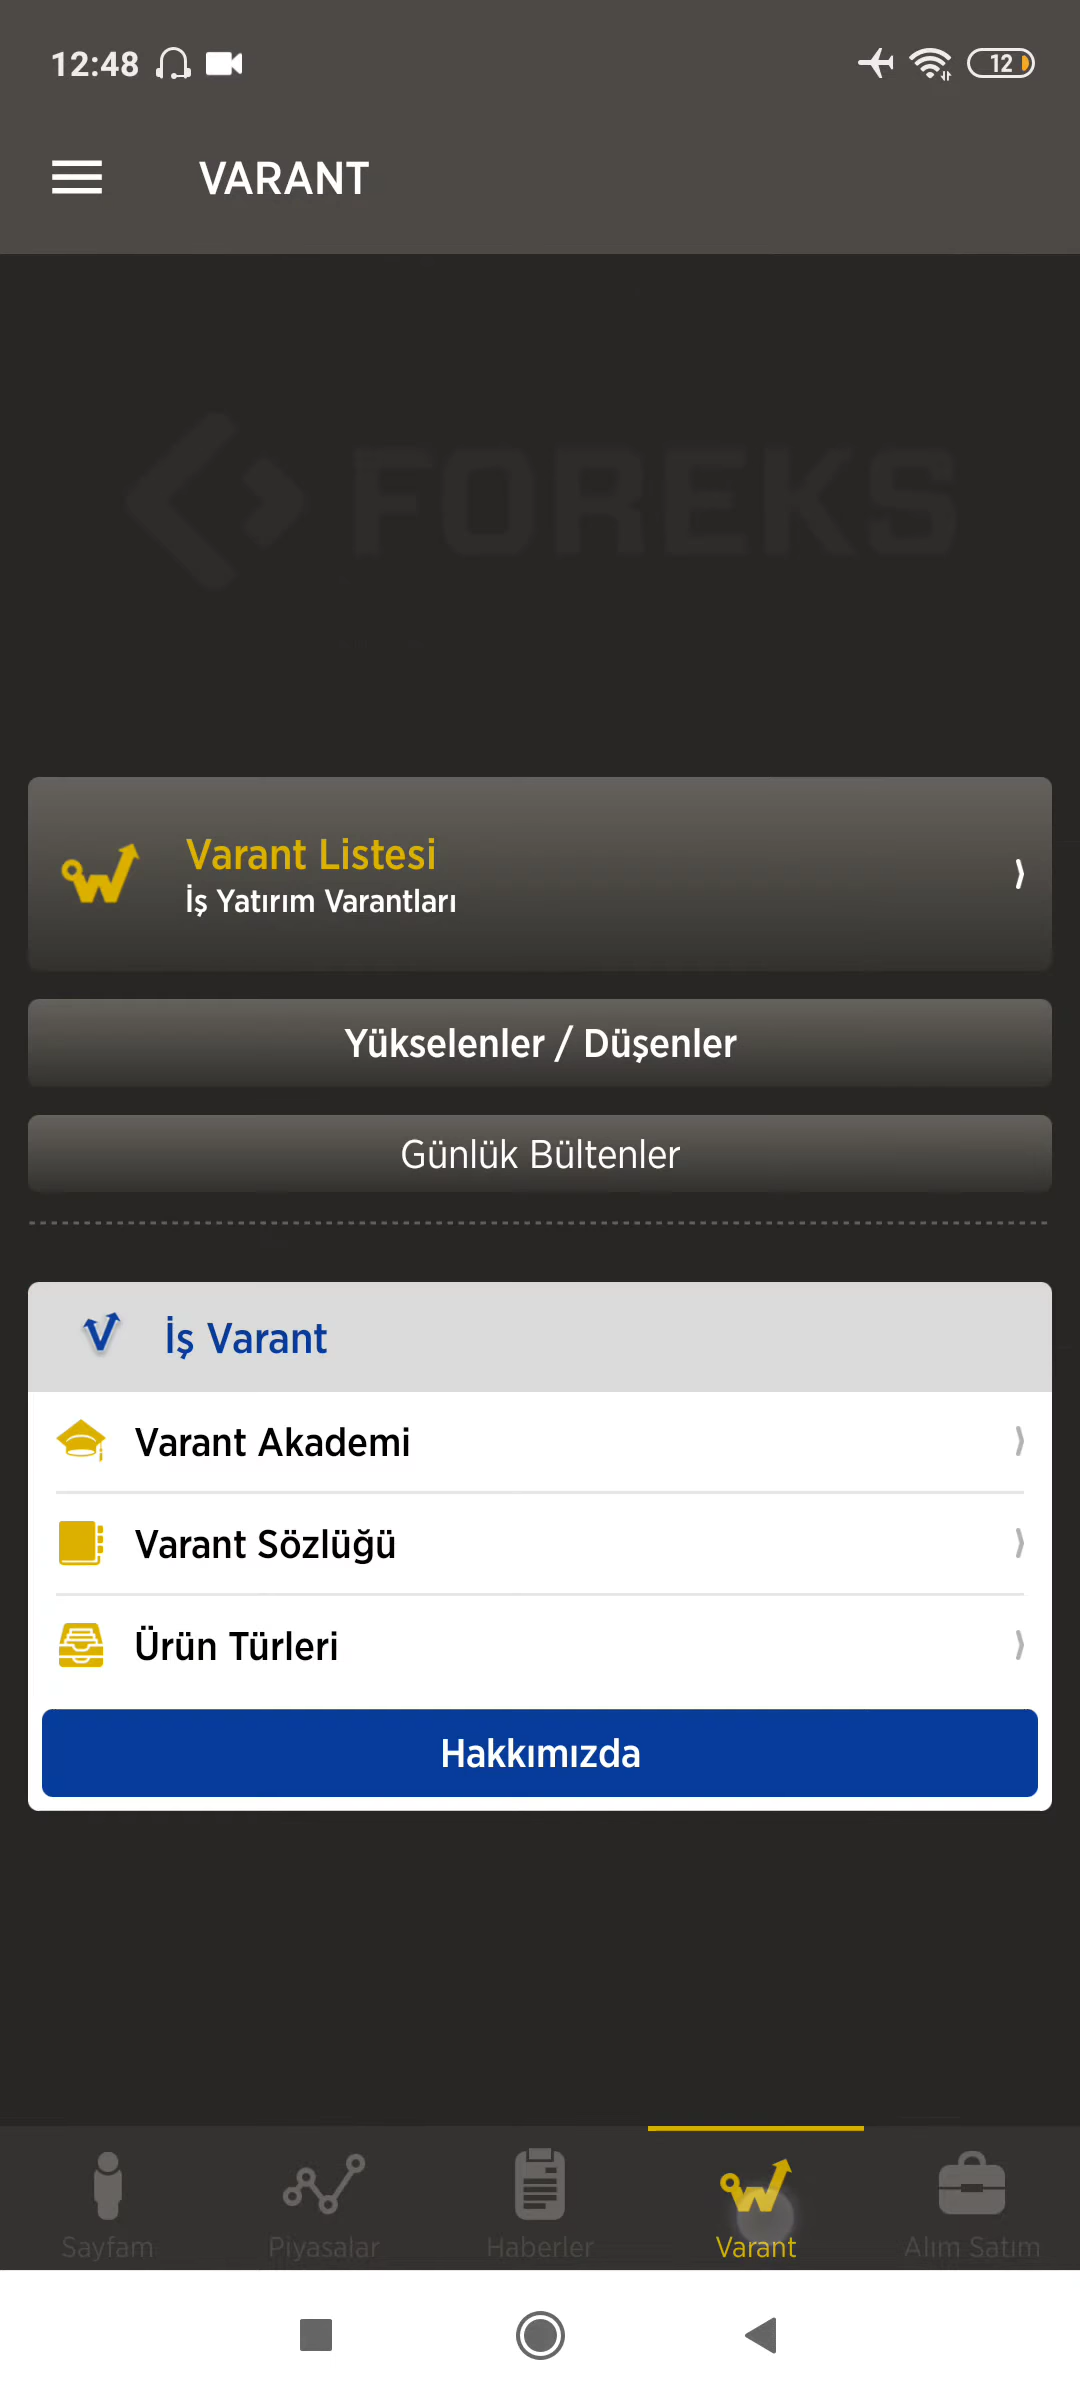 12:48
12
VARANT
FOREKS
Varant Listesi
İş Yatırım Varantları
Yükselenler / Düşenler
Günlük Bültenler
İş Varant
Varant Akademi
Varant Sözlüğü
Ürün Türleri
Hakkımızda
Sayfam
Piyasalar
Haberler
Varant
Alım Satım